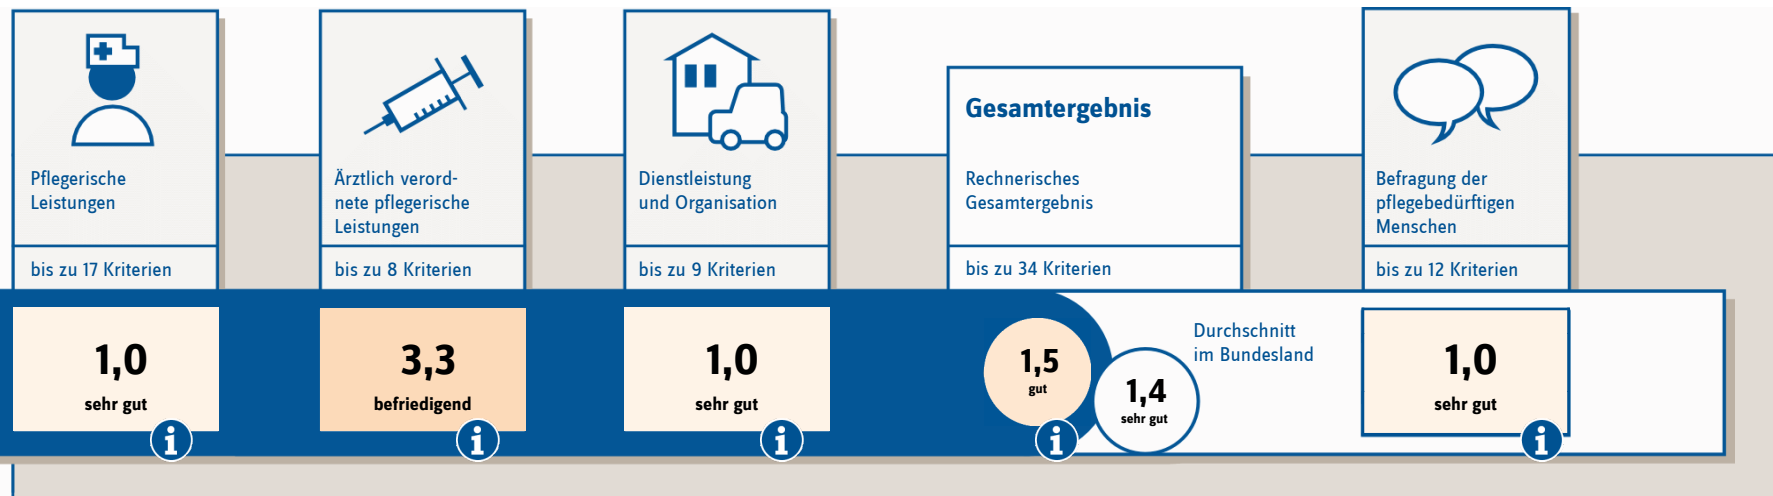 Pflegerische
Leistungen
bis zu 17 Kriterien
1,0
sehr gut
i
Ärztlich verord-
nete pflegerische
Leistungen
bis zu 8 Kriterien
3,3
befriedigend
i
Dienstleistung
und Organisation
bis zu 9 Kriterien
1,0
sehr gut
i
Gesamtergebnis
Rechnerisches
Gesamtergebnis
bis zu 34 Kriterien
1,5
gut
i
Durchschnitt
im Bundesland
1,4
sehr gut
Befragung der
pflegebedürftigen
Menschen
bis zu 12 Kriterien
1,0
sehr gut
i